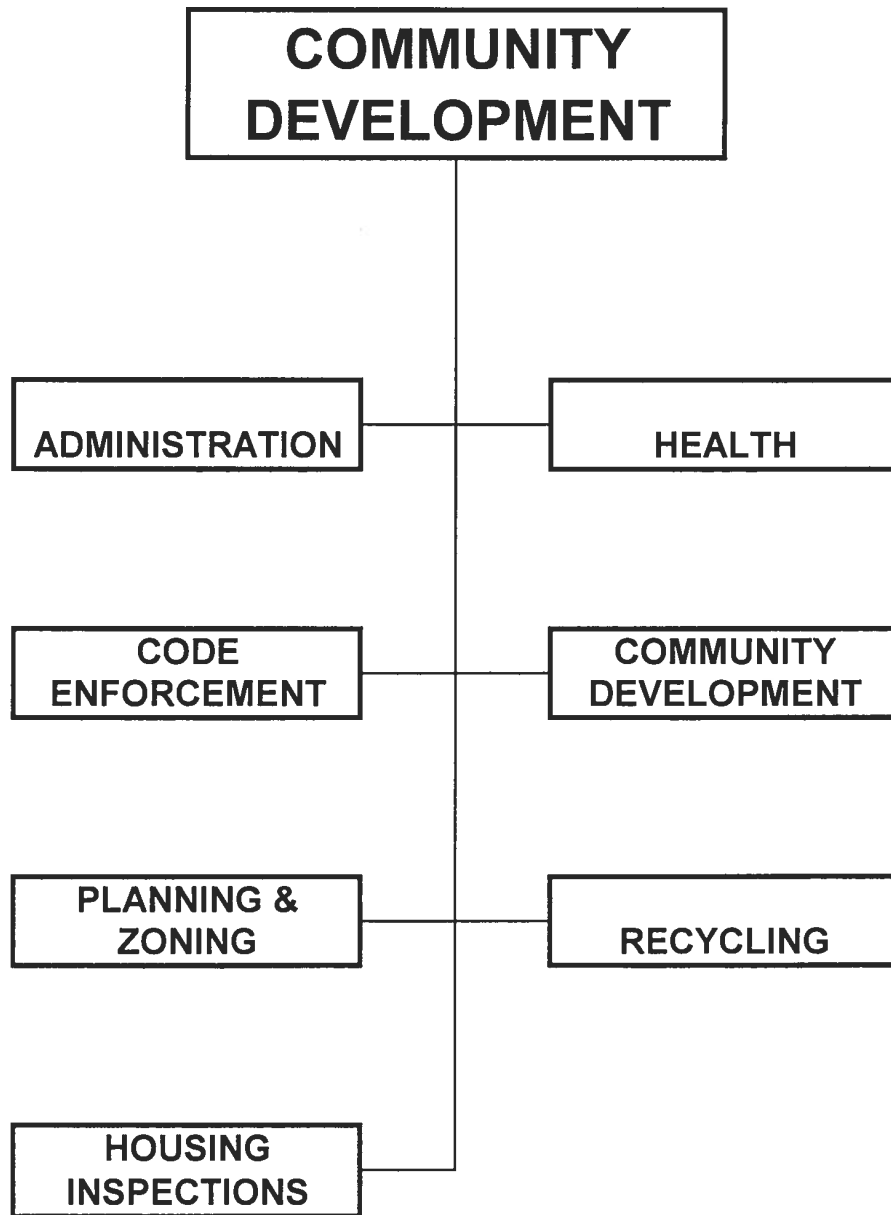 COMMUNITY
DEVELOPMENT
ADMINISTRATION
HEALTH
CODE
ENFORCEMENT
COMMUNITY
DEVELOPMENT
PLANNING &
ZONING
RECYCLING
HOUSING
INSPECTIONS